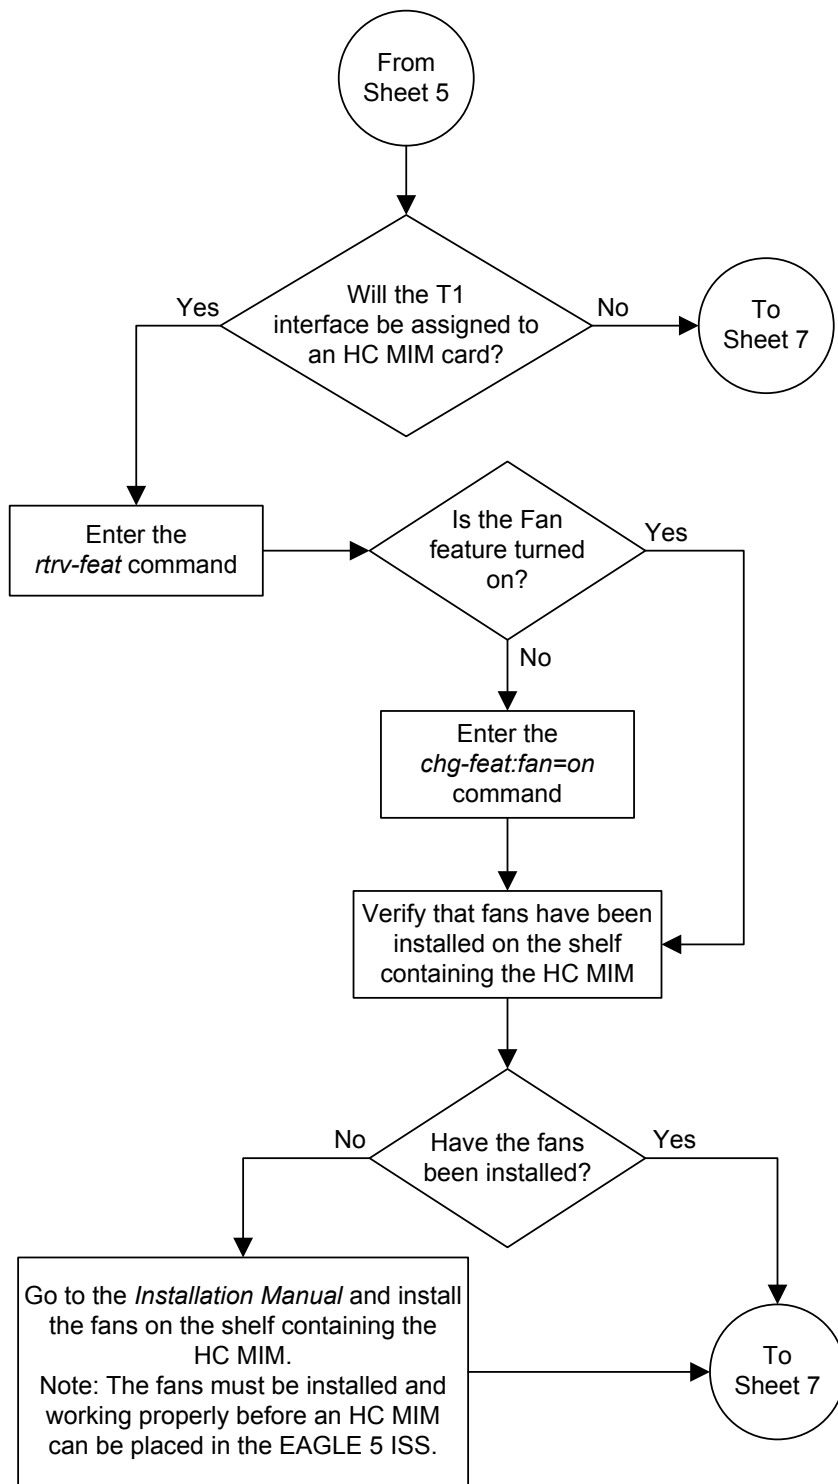 From
Sheet 5
Will the T1
interface be assigned to
an HC MIM card?
Yes
No
To
Sheet 7
Enter the
rtrv-feat command
Is the Fan
feature turned
on?
Yes
No
Enter the
chg-feat:fan=on
command
Verify that fans have been
installed on the shelf
containing the HC MIM
Have the fans
been installed?
No
Yes
Go to the Installation Manual and install
the fans on the shelf containing the
HC MIM.
Note: The fans must be installed and
working properly before an HC MIM
can be placed in the EAGLE 5 ISS.
To
Sheet 7